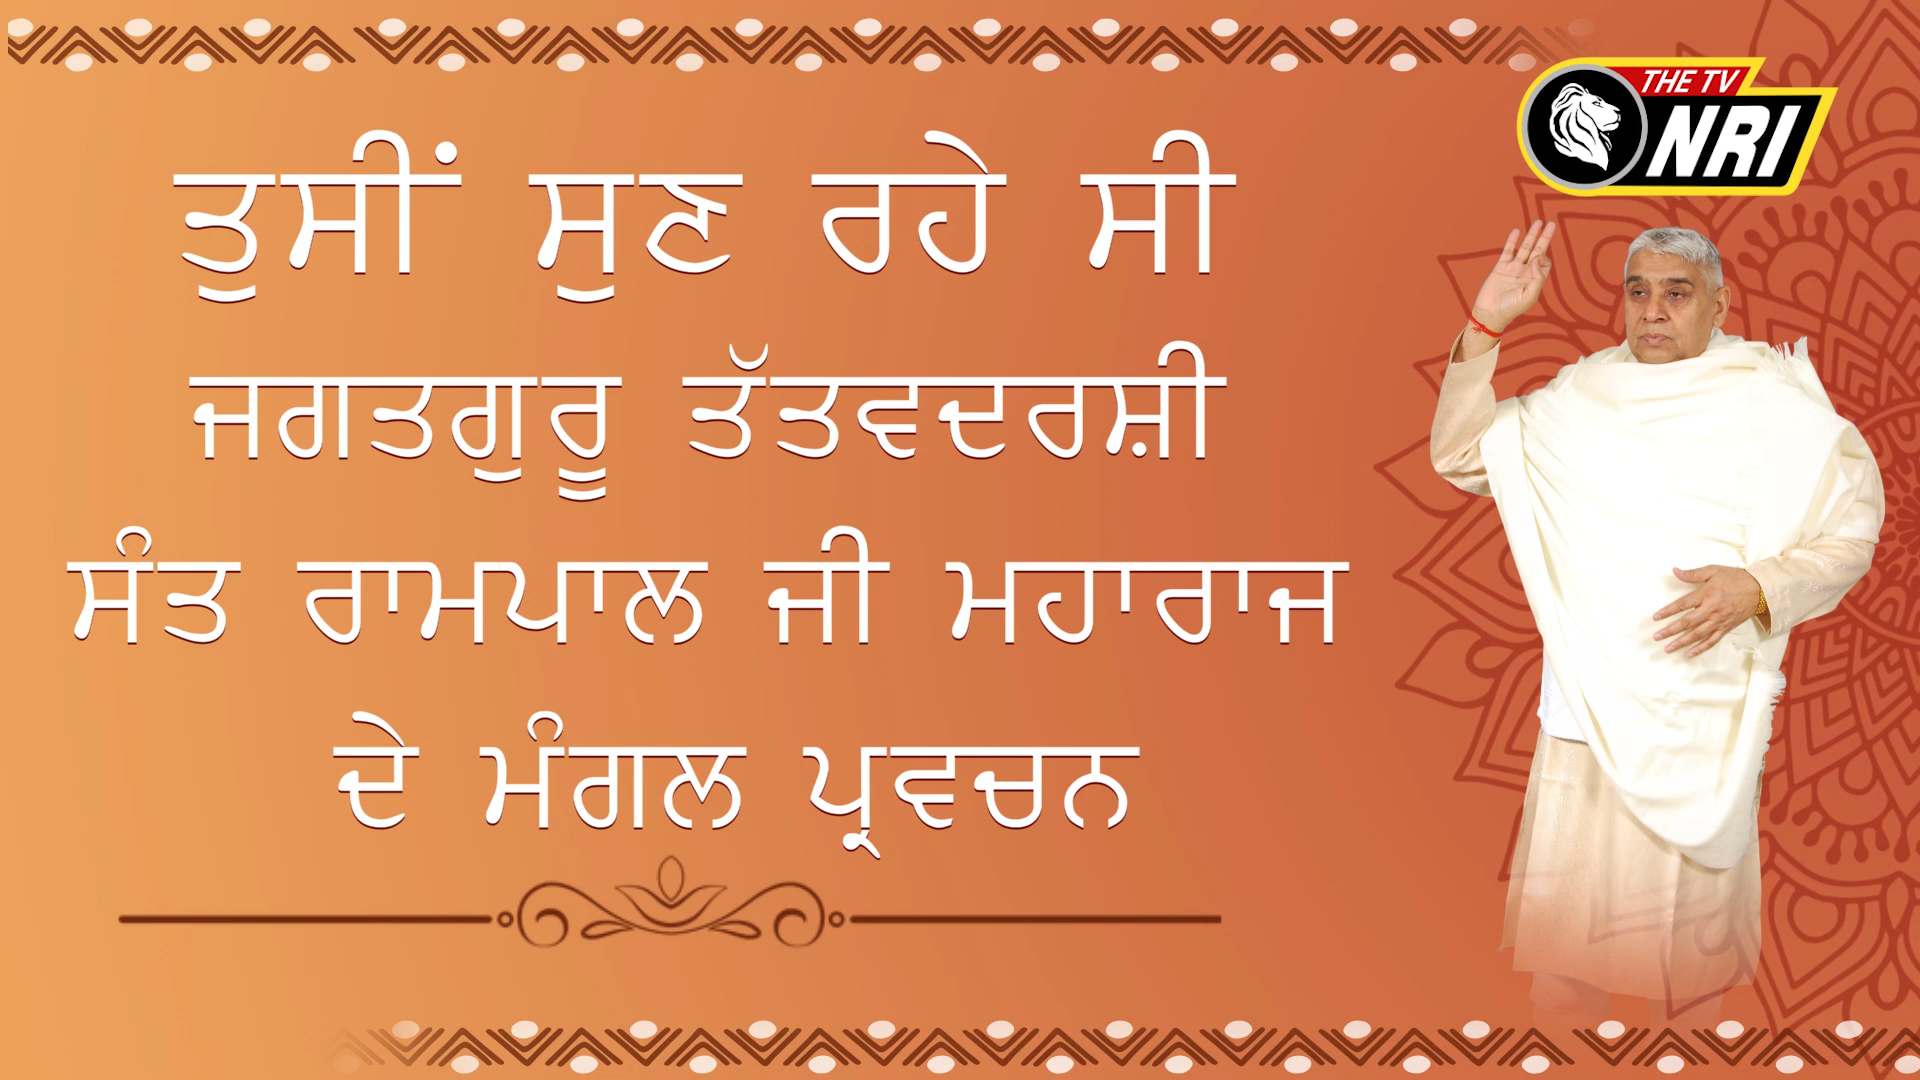 THE TV
NRI
ਤੁਸੀਂ ਸੁਣ ਰਹੇ ਸੀ
ਜਗਤਗੁਰੂ ਤੱਤਵਦਰਸ਼ੀ
ਸੰਤ ਰਾਮਪਾਲ ਜੀ ਮਹਾਰਾਜ
ਦੇ ਮੰਗਲ ਪ੍ਰਵਚਨ